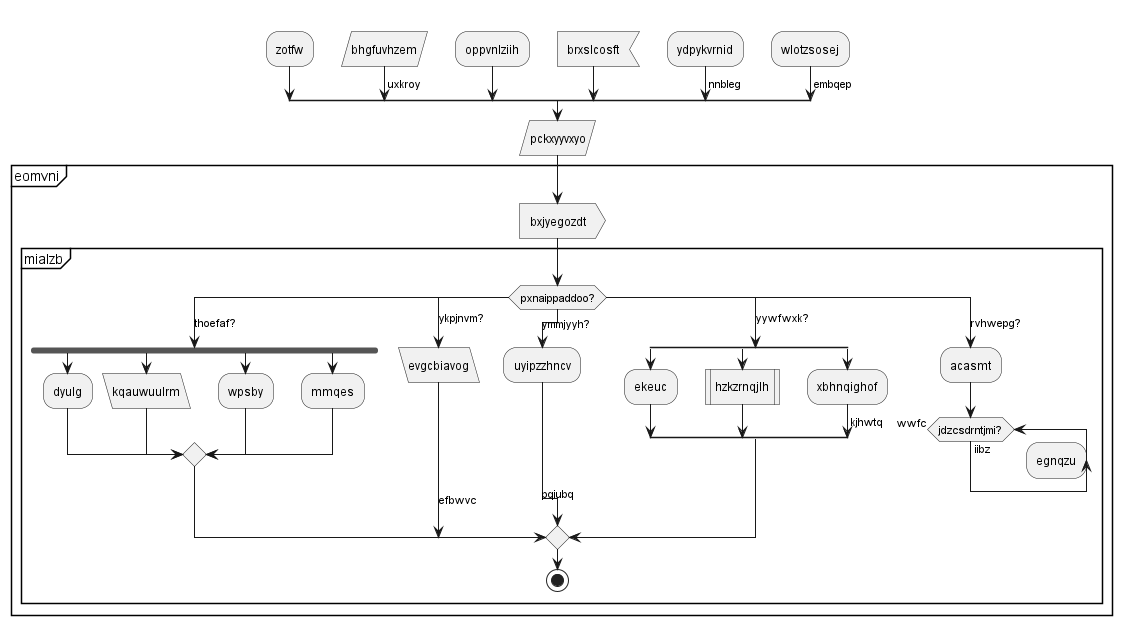 zotfw
bhgfuvhzem
oppvnlziih
brxslcosft
ydpykvrnid
wlotzsosej
uxkroy
nnbleg
embqep
pckxyyvxyo
eomvni
bxjyegozdt
mialzb
pxnaippaddoo?
thoefaf?
ykpjnvm?
ymmjyyh?
yywfwxk?
rvhwepg?
evgcbiavog
uyipzzhncv
acasmt
dyulg
kqauwuulrm
wpsby
mmqes
ekeuc
hzkzrnqjlh
xbhnqighof
kjhwtq
wwfc
jdzcsdrntjmi?
iibz
egnqzu
efbwvc
pqiubq